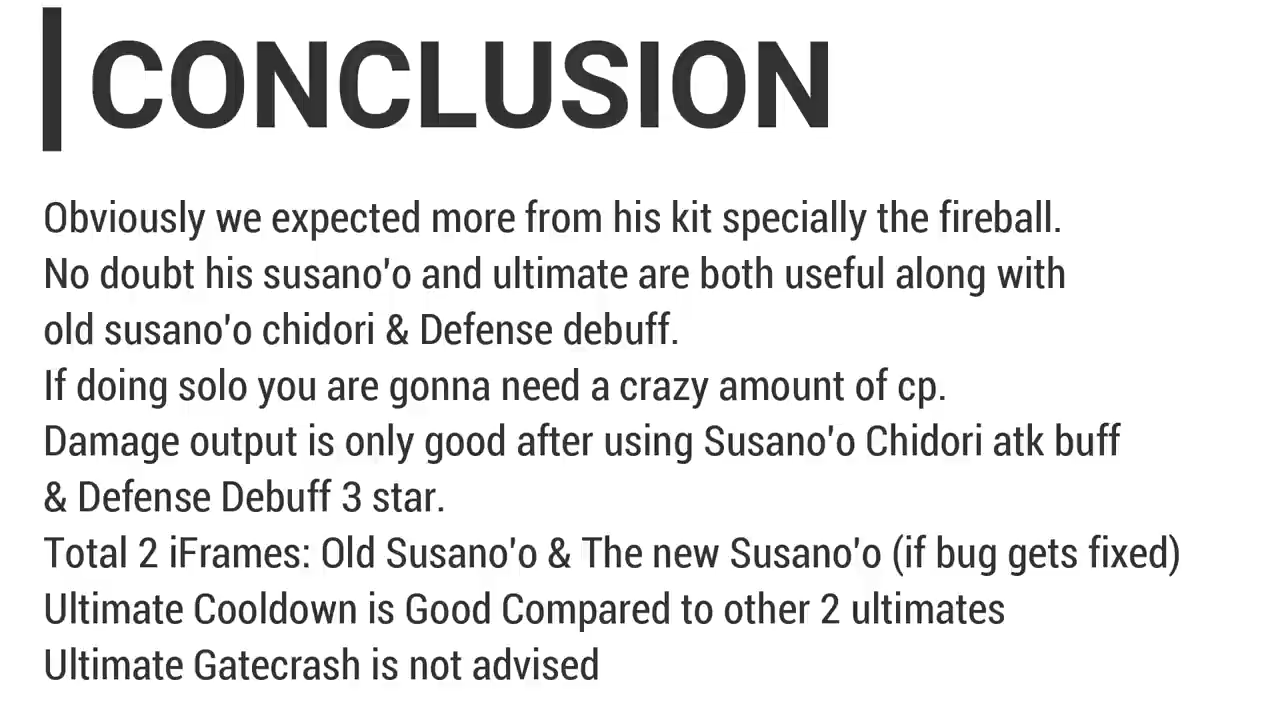 CONCLUSION
Obviously we expected more from his kit specially the fireball.
No doubt his susano'o and ultimate are both useful along with
old susano'o chidori & Defense debuff.
If doing solo you are gonna need a crazy amount of cp.
Damage output is only good after using Susano'o Chidori atk buff
& Defense Debuff 3 star.
Total 2 iFrames: Old Susano'o & The new Susano'o (if bug gets fixed)
Ultimate Cooldown is Good Compared to other 2 ultimates
Ultimate Gatecrash is not advised